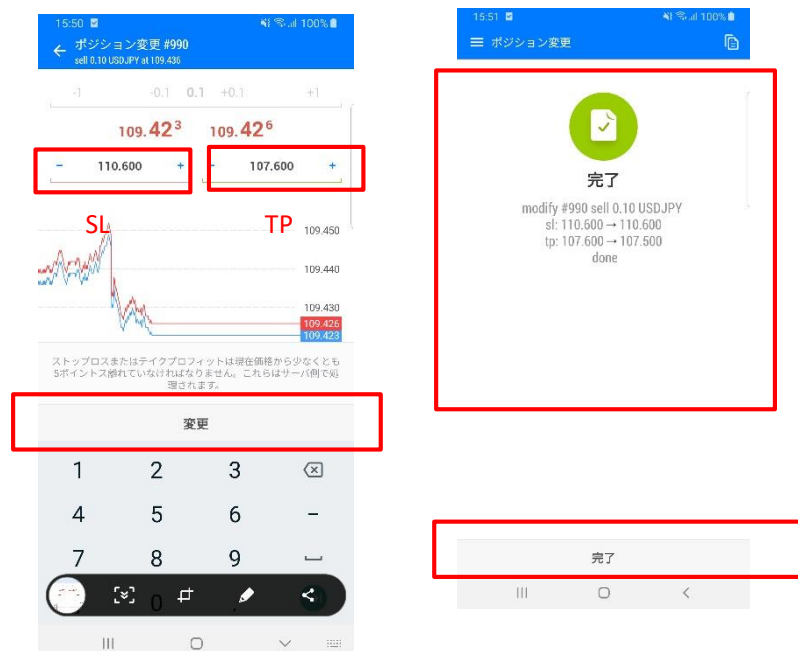 15:50 100%
ポジション変更 #990
sell 0.10 USDJPY at 109.436
-1 -0.1 0.1 +0.1 +1
109.42³ 109.42⁶
- 110.600 + - 107.600 +
SL TP
109.450
109.440
109.430
109.426
109.423
ストップロスまたはテイクプロフィットは現在価格から少なくとも
5ポイントス離れていなければなりません。これらはサーバ側で処
理されます。
変更
1 2 3
4 5 6 -
7 8 9
0
15:51 100%
ポジション変更
完了
modify #990 sell 0.10 USDJPY
sl: 110.600 → 110.600
tp: 107.600 → 107.500
done
完了